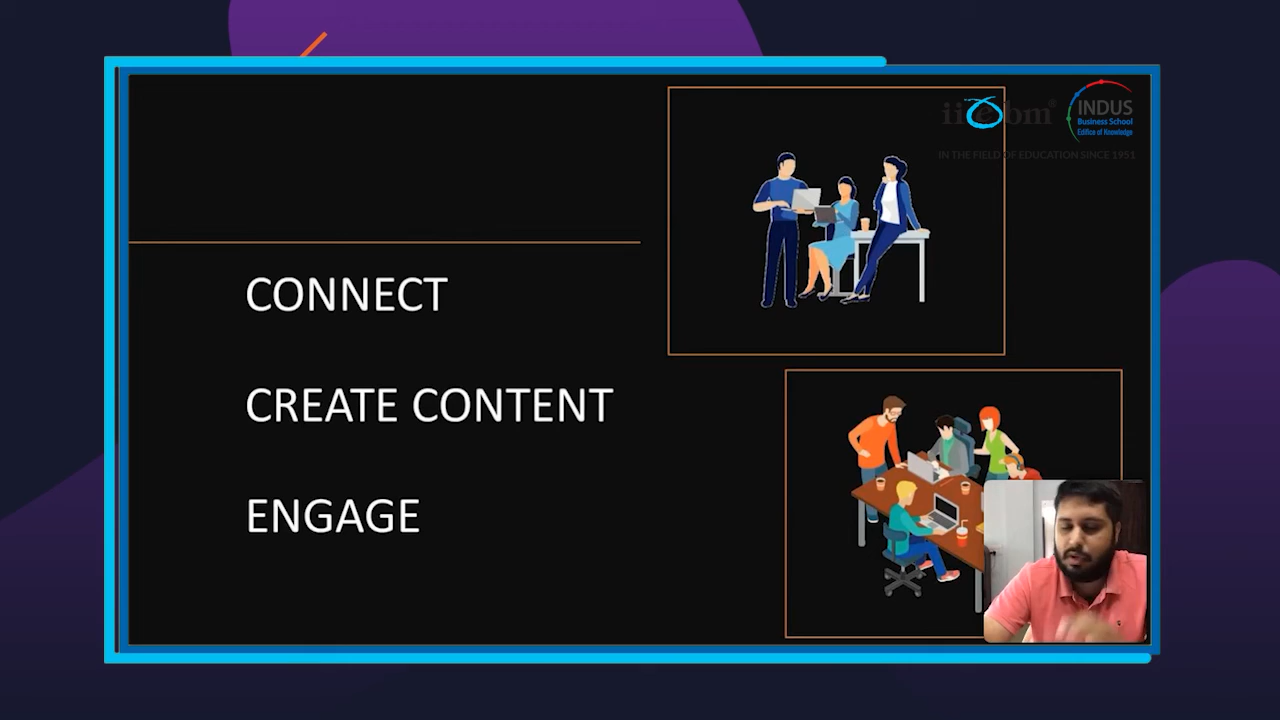 iiebm®
INDUS
Business School
Edifice of Knowledge
IN THE FIELD OF EDUCATION SINCE 1951
CONNECT
CREATE CONTENT
ENGAGE